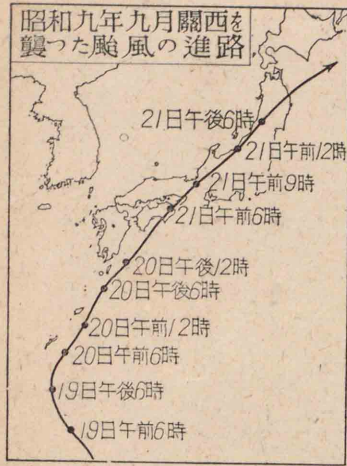 昭和九年九月關西を
襲つた颱風の進路
21日午後6時
21日午前12時
21日午前9時
21日午前6時
20日午後12時
20日午後6時
20日午前12時
20日午前6時
19日午後6時
19日午前6時